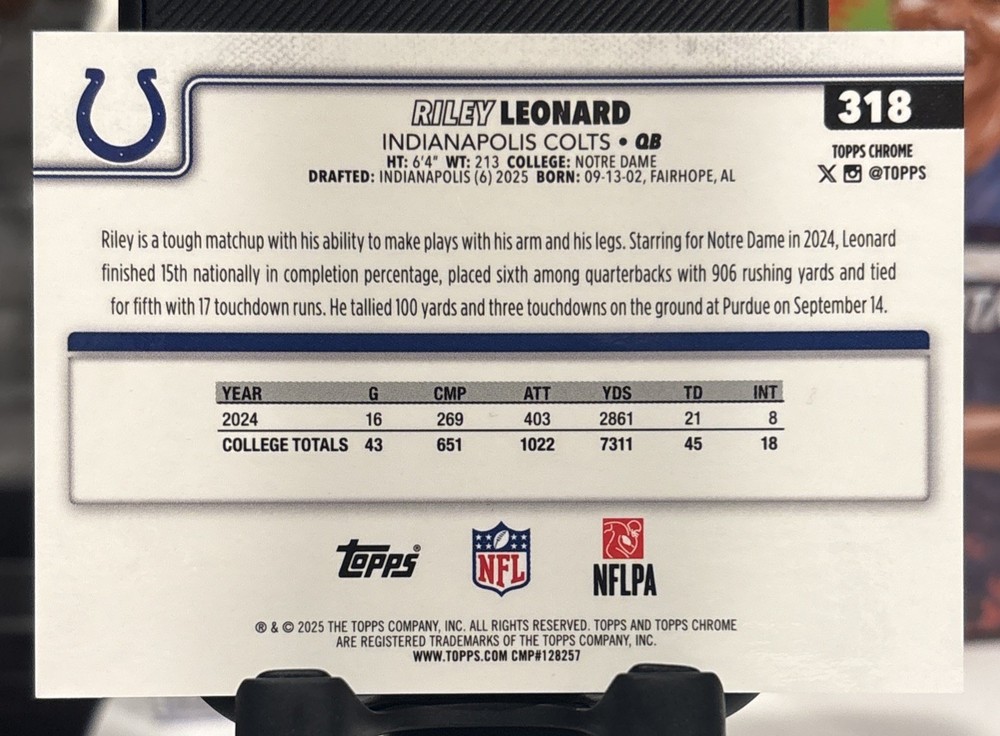 RILEY LEONARD
INDIANAPOLIS COLTS • QB
HT: 6'4" WT: 213 COLLEGE: NOTRE DAME
DRAFTED: INDIANAPOLIS (6) 2025 BORN: 09-13-02, FAIRHOPE, AL
318
TOPPS CHROME
X @TOPPS
Riley is a tough matchup with his ability to make plays with his arm and his legs. Starring for Notre Dame in 2024, Leonard
finished 15th nationally in completion percentage, placed sixth among quarterbacks with 906 rushing yards and tied
for fifth with 17 touchdown runs. He tallied 100 yards and three touchdowns on the ground at Purdue on September 14.
YEAR G CMP ATT YDS TD INT
2024 16 269 403 2861 21 8
COLLEGE TOTALS 43 651 1022 7311 45 18
Topps® NFL NFLPA
® & © 2025 THE TOPPS COMPANY, INC. ALL RIGHTS RESERVED. TOPPS AND TOPPS CHROME
ARE REGISTERED TRADEMARKS OF THE TOPPS COMPANY, INC.
WWW.TOPPS.COM CMP#128257